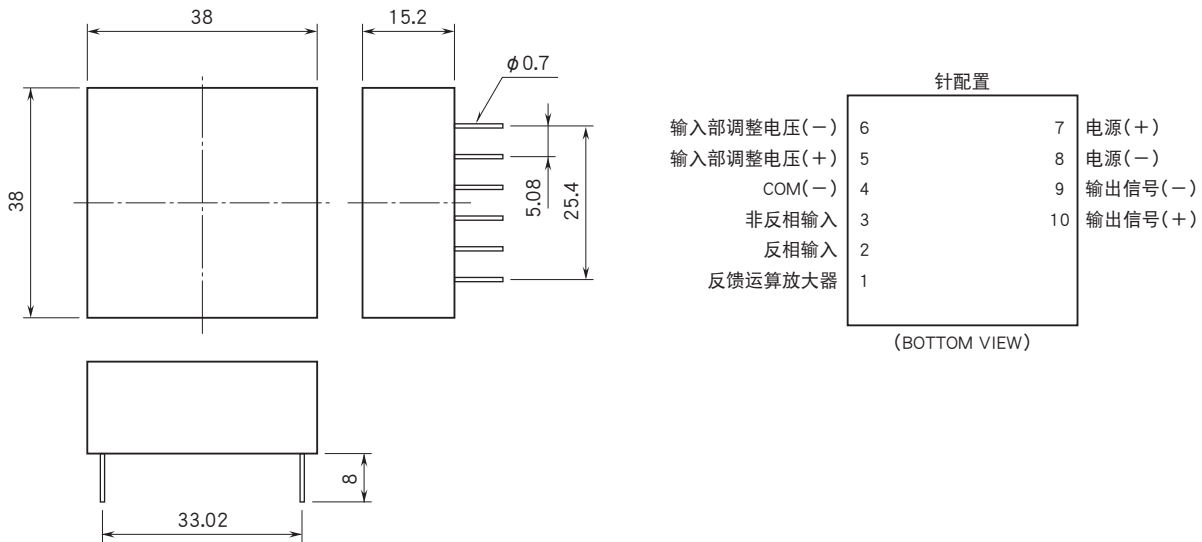 38
15.2
φ0.7
38
5.08
25.4
8
33.02
针配置
输入部调整电压(－) 6
输入部调整电压(＋) 5
COM(－) 4
非反相输入 3
反相输入 2
反馈运算放大器 1
7 电源(＋)
8 电源(－)
9 输出信号(－)
10 输出信号(＋)
(BOTTOM VIEW)